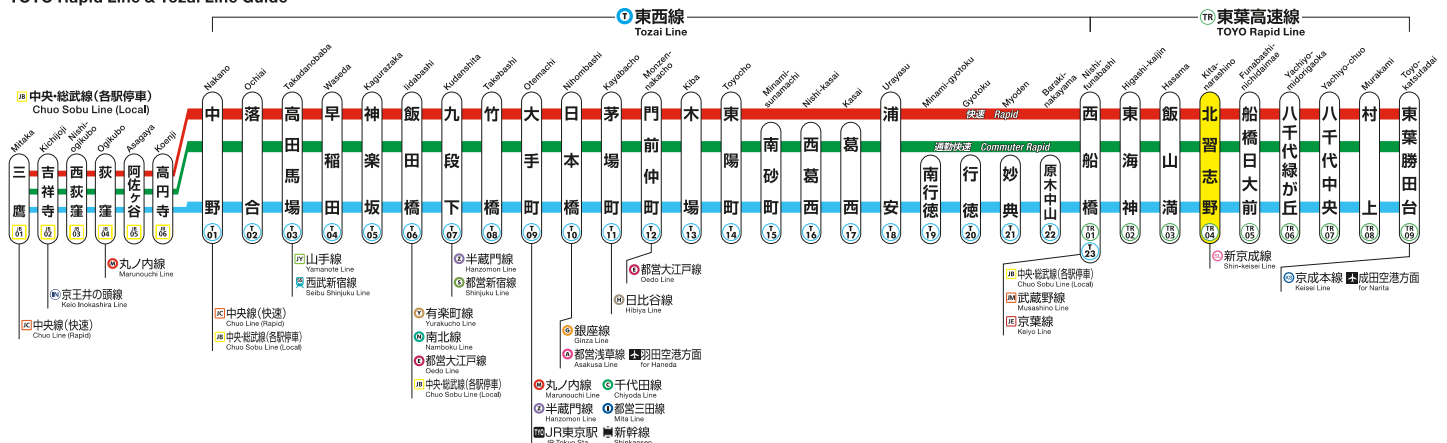 TOYO Rapid Line & Tozai Line Guide
T 東西線
Tozai Line
TR 東葉高速線
TOYO Rapid Line
JB 中央・総武線(各駅停車)
Chuo Sobu Line (Local)
Mitaka
三鷹
JB 01
Kichijoji
吉祥寺
JB 02
Nishi-ogikubo
西荻窪
JB 03
Ogikubo
荻窪
JB 04
Asagaya
阿佐ヶ谷
JB 05
Koenji
高円寺
JB 06
Nakano
中野
T 01
Ochiai
落合
T 02
Takadanobaba
高田馬場
T 03
Waseda
早稲田
T 04
Kagurazaka
神楽坂
T 05
Iidabashi
飯田橋
T 06
Kudanshita
九段下
T 07
Takebashi
竹橋
T 08
Otemachi
大手町
T 09
Nihombashi
日本橋
T 10
Kayabacho
茅場町
T 11
Monzen-nakacho
門前仲町
T 12
Kiba
木場
T 13
Toyocho
東陽町
T 14
Minami-sunamachi
南砂町
T 15
Nishi-kasai
西葛西
T 16
Kasai
葛西
T 17
Urayasu
浦安
T 18
快速 Rapid
通勤快速 Commuter Rapid
Minami-gyotoku
南行徳
T 19
Gyotoku
行徳
T 20
Myoden
妙典
T 21
Baraki-nakayama
原木中山
T 22
Nishi-funabashi
西船橋
TR 01
T 23
Higashi-kaijin
東海神
TR 02
Hasama
飯山満
TR 03
Kita-narashino
北習志野
TR 04
Funabashi-nichidaimae
船橋日大前
TR 05
Yachiyo-midorigaoka
八千代緑が丘
TR 06
Yachiyo-chuo
八千代中央
TR 07
Murakami
村上
TR 08
Toyo-katsutadai
東葉勝田台
TR 09
M 丸ノ内線
Marunouchi Line
IN 京王井の頭線
Keio Inokashira Line
JC 中央線(快速)
Chuo Line (Rapid)
JC 中央線(快速)
Chuo Line (Rapid)
JB 中央・総武線(各駅停車)
Chuo Sobu Line (Local)
JY 山手線
Yamanote Line
西武新宿線
Seibu Shinjuku Line
Y 有楽町線
Yurakucho Line
N 南北線
Namboku Line
E 都営大江戸線
Oedo Line
JB 中央・総武線(各駅停車)
Chuo Sobu Line (Local)
Z 半蔵門線
Hanzomon Line
S 都営新宿線
Shinjuku Line
M 丸ノ内線 C 千代田線
Marunouchi Line Chiyoda Line
Z 半蔵門線 I 都営三田線
Hanzomon Line Mita Line
TYO JR東京駅 新幹線
JR Tokyo Sta. Shinkansen
G 銀座線
Ginza Line
A 都営浅草線 羽田空港方面
Asakusa Line for Haneda
H 日比谷線
Hibiya Line
E 都営大江戸線
Oedo Line
JB 中央・総武線(各駅停車)
Chuo Sobu Line (Local)
JM 武蔵野線
Musashino Line
JE 京葉線
Keiyo Line
SL 新京成線
Shin-keisei Line
KS 京成本線 成田空港方面
Keisei Line for Narita